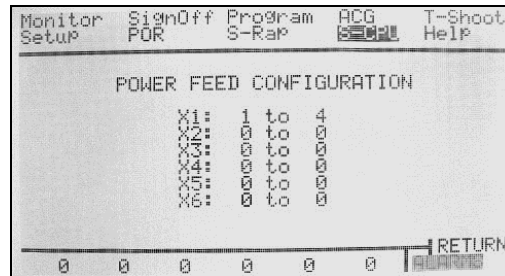 Monitor SignOff Program ACG T-Shoot
Setup POR S-Rap S-CPU Help
POWER FEED CONFIGURATION
X1: 1 to 4
X2: 0 to 0
X3: 0 to 0
X4: 0 to 0
X5: 0 to 0
X6: 0 to 0
RETURN
0 0 0 0 0 0 ALARMS